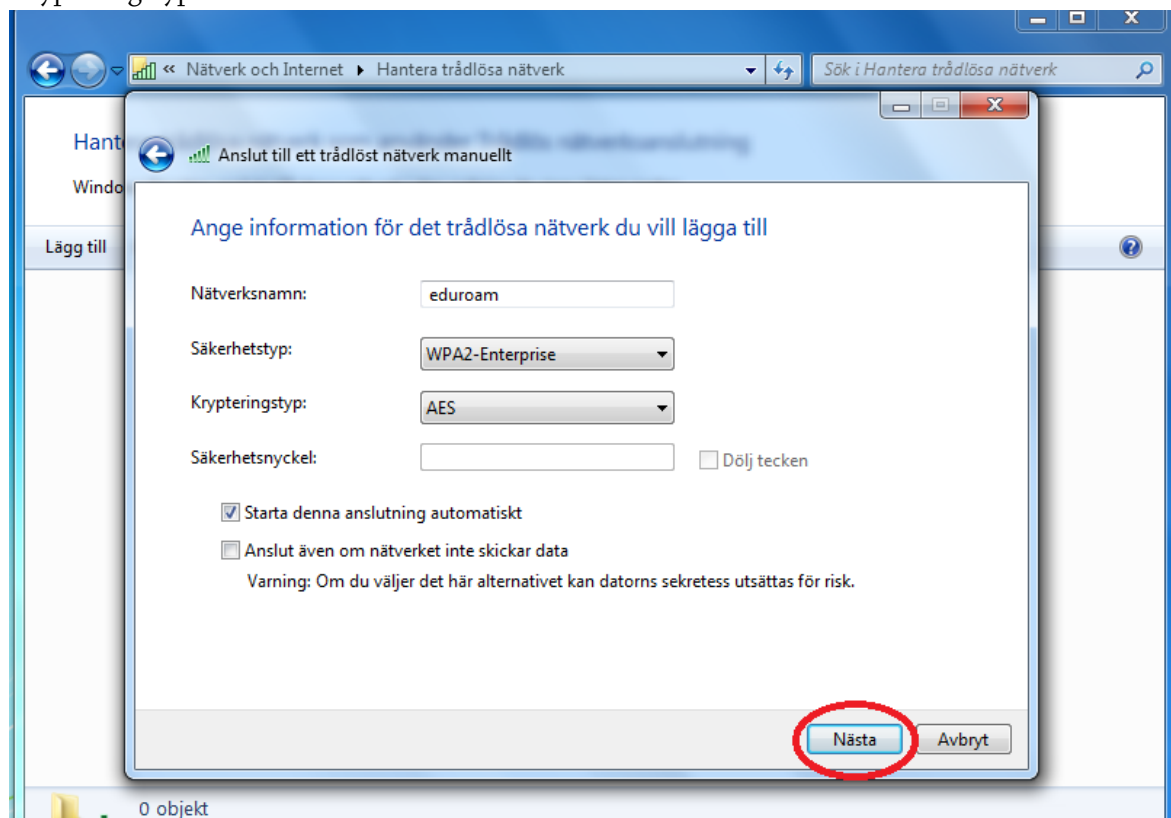 « Nätverk och Internet Hantera trådlösa nätverk
Sök i Hantera trådlösa nätverk
Hant
Windo
Lägg till
Anslut till ett trådlöst nätverk manuellt
Ange information för det trådlösa nätverk du vill lägga till
Nätverksnamn: eduroam
Säkerhetstyp: WPA2-Enterprise
Krypteringstyp: AES
Säkerhetsnyckel: Dölj tecken
Starta denna anslutning automatiskt
Anslut även om nätverket inte skickar data
Varning: Om du väljer det här alternativet kan datorns sekretess utsättas för risk.
Nästa Avbryt
0 objekt